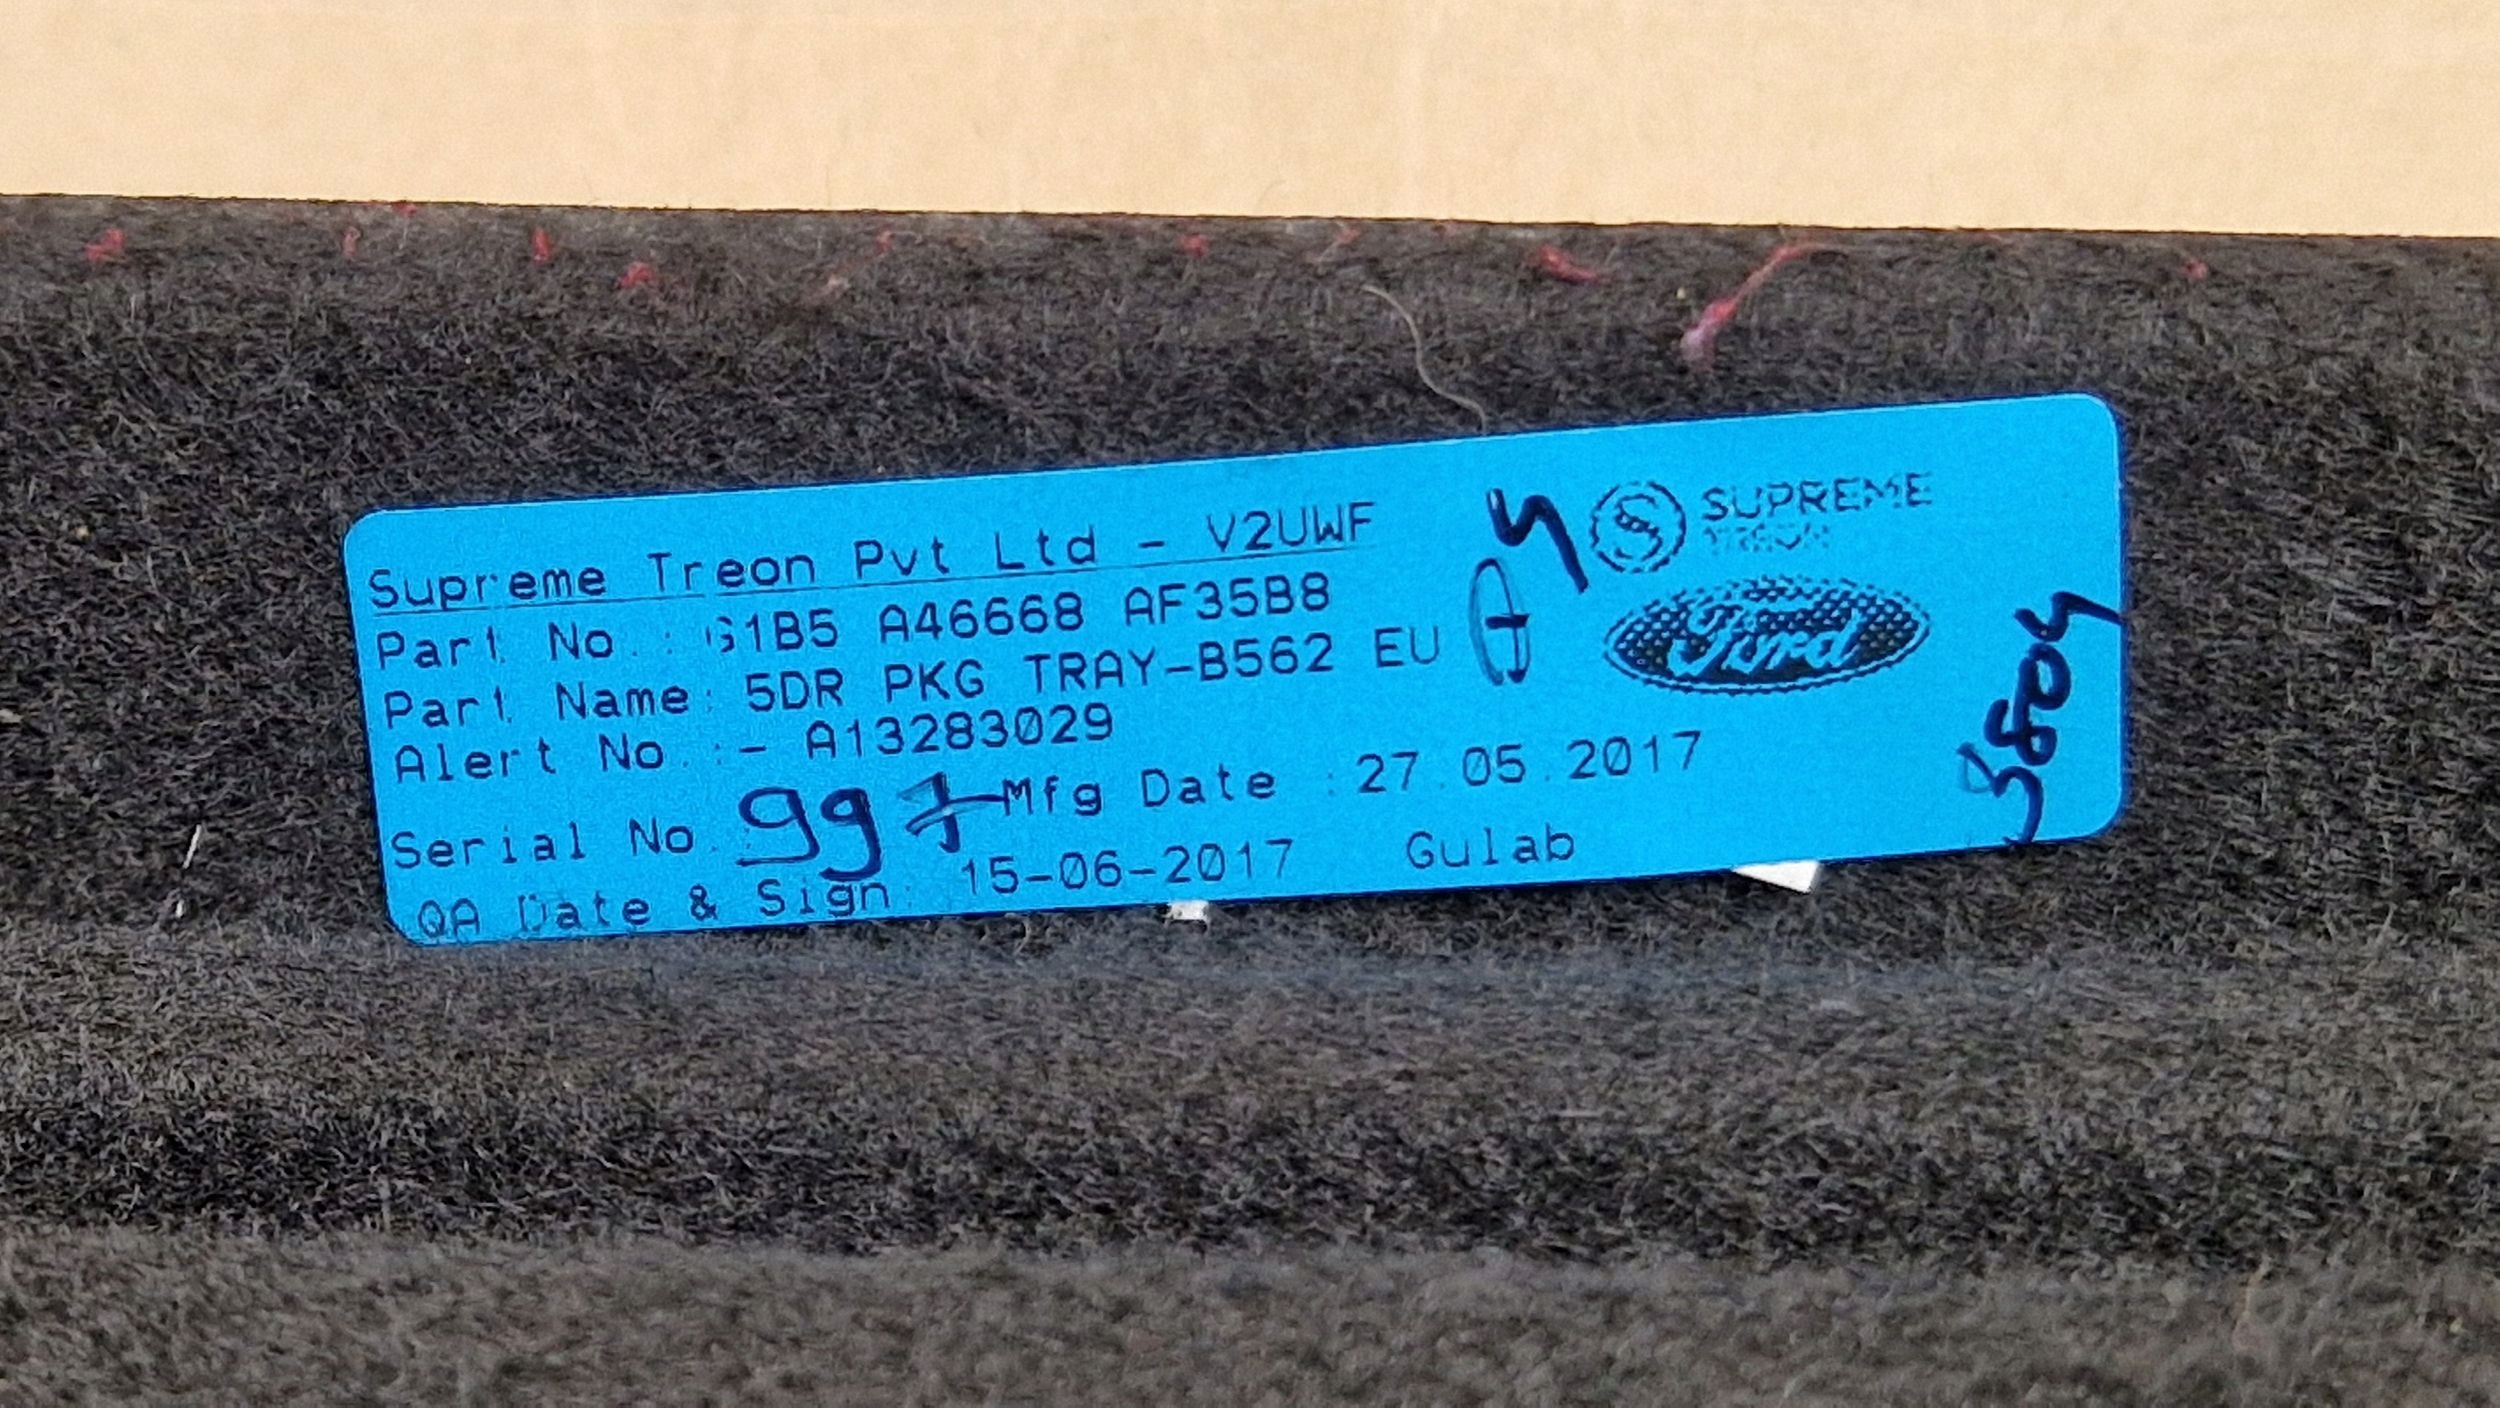 Supreme Treon Pvt Ltd - V2UWF
Part No. : G1B5 A46668 AF35B8
Part Name: 5DR PKG TRAY-B562 EU
Alert No. :- A13283029
Serial No. : 997 Mfg Date : 27.05.2017
QA Date & Sign: 15-06-2017 Gulab
SUPREME
TREON
Ford